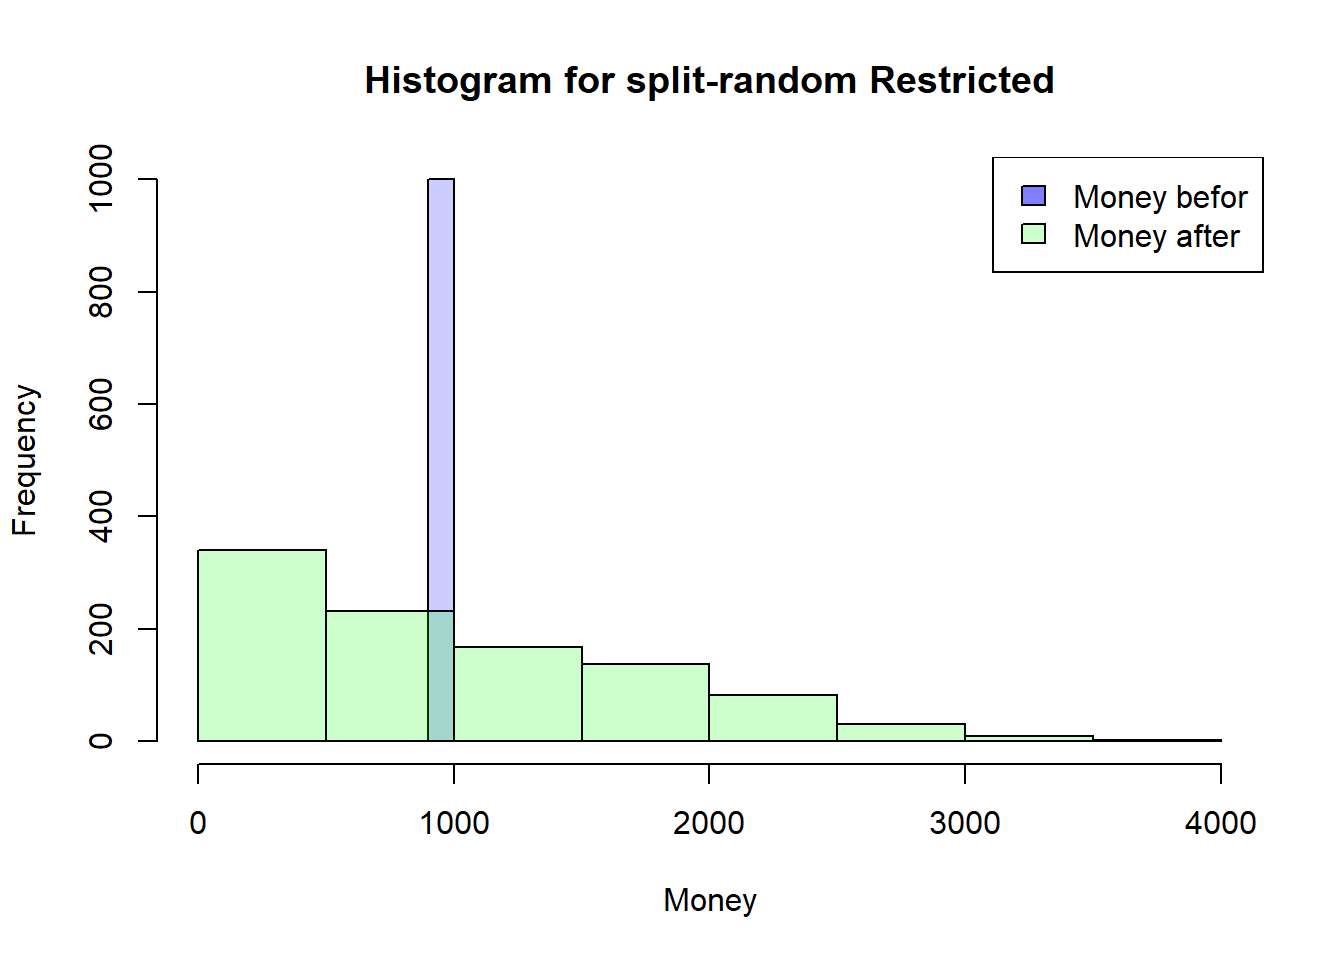 Histogram for split-random Restricted
Money befor
Money after
Frequency
1000
800
600
400
200
0
0 1000 2000 3000 4000
Money